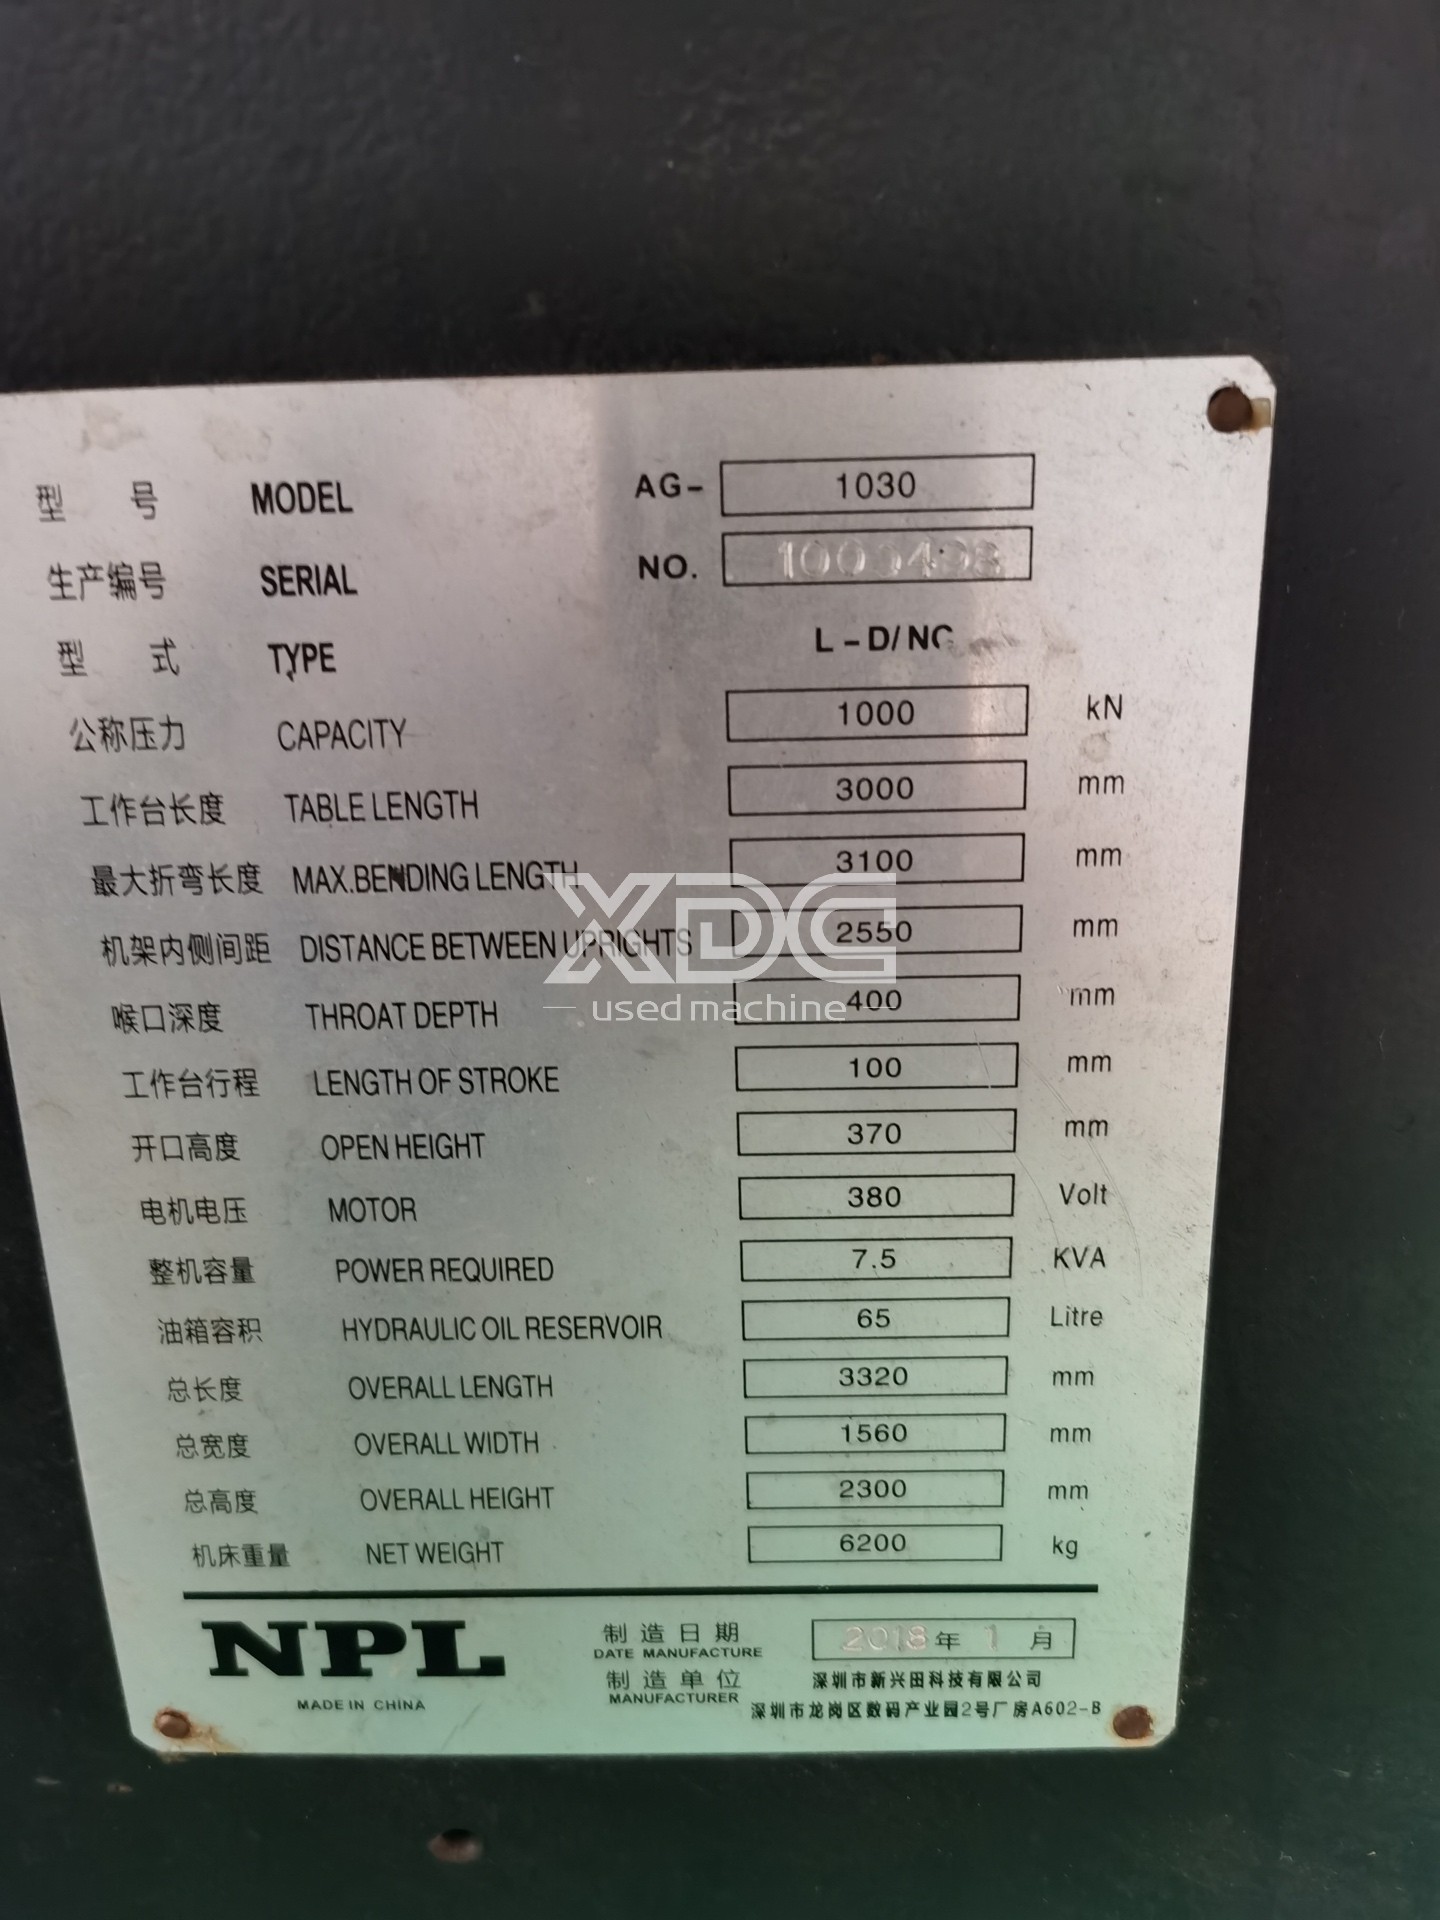 型 号 MODEL AG- 1030
生产编号 SERIAL NO. 1000498
型 式 TYPE L-D/NC
公称压力 CAPACITY 1000 kN
工作台长度 TABLE LENGTH 3000 mm
最大折弯长度 MAX.BENDING LENGTH 3100 mm
机架内侧间距 DISTANCE BETWEEN UPRIGHTS 2550 mm
喉口深度 THROAT DEPTH 400 mm
工作台行程 LENGTH OF STROKE 100 mm
开口高度 OPEN HEIGHT 370 mm
电机电压 MOTOR 380 Volt
整机容量 POWER REQUIRED 7.5 KVA
油箱容积 HYDRAULIC OIL RESERVOIR 65 Litre
总长度 OVERALL LENGTH 3320 mm
总宽度 OVERALL WIDTH 1560 mm
总高度 OVERALL HEIGHT 2300 mm
机床重量 NET WEIGHT 6200 kg
NPL
MADE IN CHINA
制造日期 2018年 1 月
DATE MANUFACTURE
制造单位 深圳市新兴田科技有限公司
MANUFACTURER 深圳市龙岗区数码产业园2号厂房A602-B
XDC
used machine